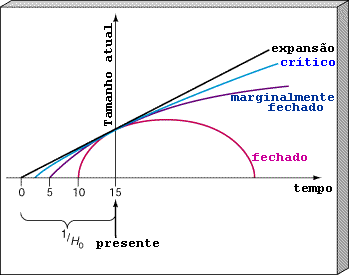 Tamanho atual
expansão
crítico
marginalmente
fechado
fechado
tempo
0 5 10 15
1/H₀
presente